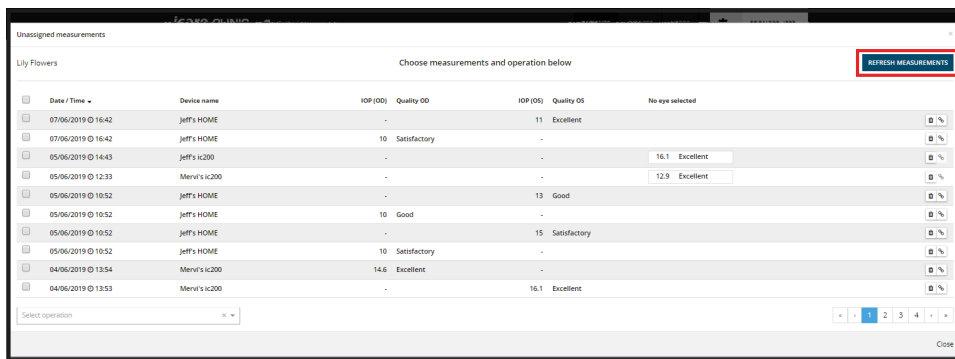 Unassigned measurements ×
Lily Flowers Choose measurements and operation below REFRESH MEASUREMENTS
Date / Time Device name IOP (OD) Quality OD IOP (OS) Quality OS No eye selected
07/06/2019 16:42 Jeff's HOME - 11 Excellent
07/06/2019 16:42 Jeff's HOME 10 Satisfactory -
05/06/2019 14:43 Jeff's ic200 - - 16.1 Excellent
05/06/2019 12:33 Mervi's ic200 - - 12.9 Excellent
05/06/2019 10:52 Jeff's HOME - 13 Good
05/06/2019 10:52 Jeff's HOME 10 Good -
05/06/2019 10:52 Jeff's HOME - 15 Satisfactory
05/06/2019 10:52 Jeff's HOME 10 Satisfactory -
04/06/2019 13:54 Mervi's ic200 14.6 Excellent -
04/06/2019 13:53 Mervi's ic200 - 16.1 Excellent
Select operation × « ‹ 1 2 3 4 › »
Close